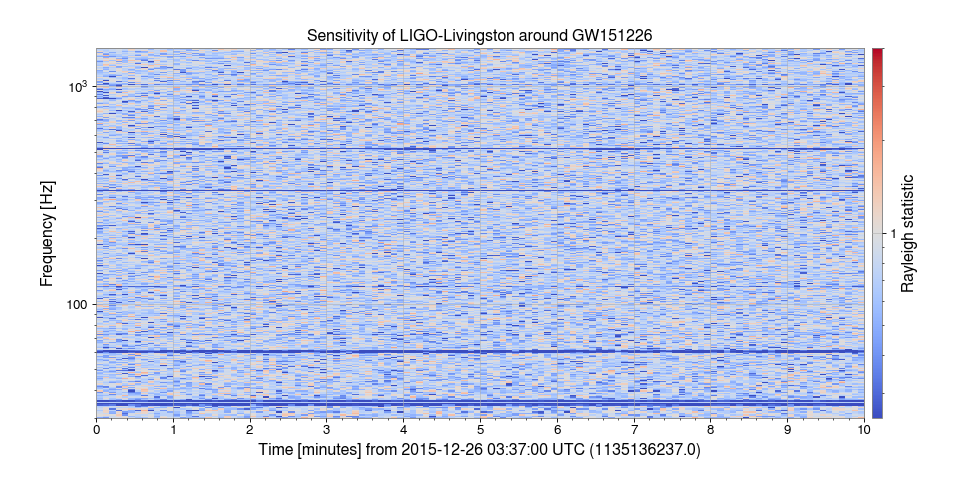 Sensitivity of LIGO-Livingston around GW151226
10³
100
Frequency [Hz]
0 1 2 3 4 5 6 7 8 9 10
Time [minutes] from 2015-12-26 03:37:00 UTC (1135136237.0)
1
Rayleigh statistic